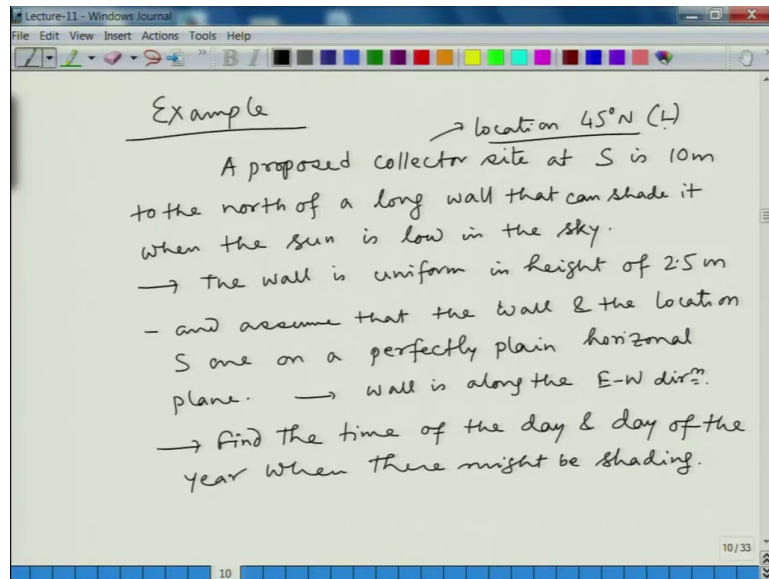 Lecture-11 - Windows Journal
File Edit View Insert Actions Tools Help
B I
Example
→ location 45°N (L)
A proposed collector site at S is 10m
to the north of a long wall that can shade it
when the sun is low in the sky.
→ The wall is uniform in height of 2.5 m
- and assume that the wall & the location
S are on a perfectly plain horizonal
plane. → wall is along the E-W dirⁿ.
→ Find the time of the day & day of the
year when there might be shading.
10/33
10